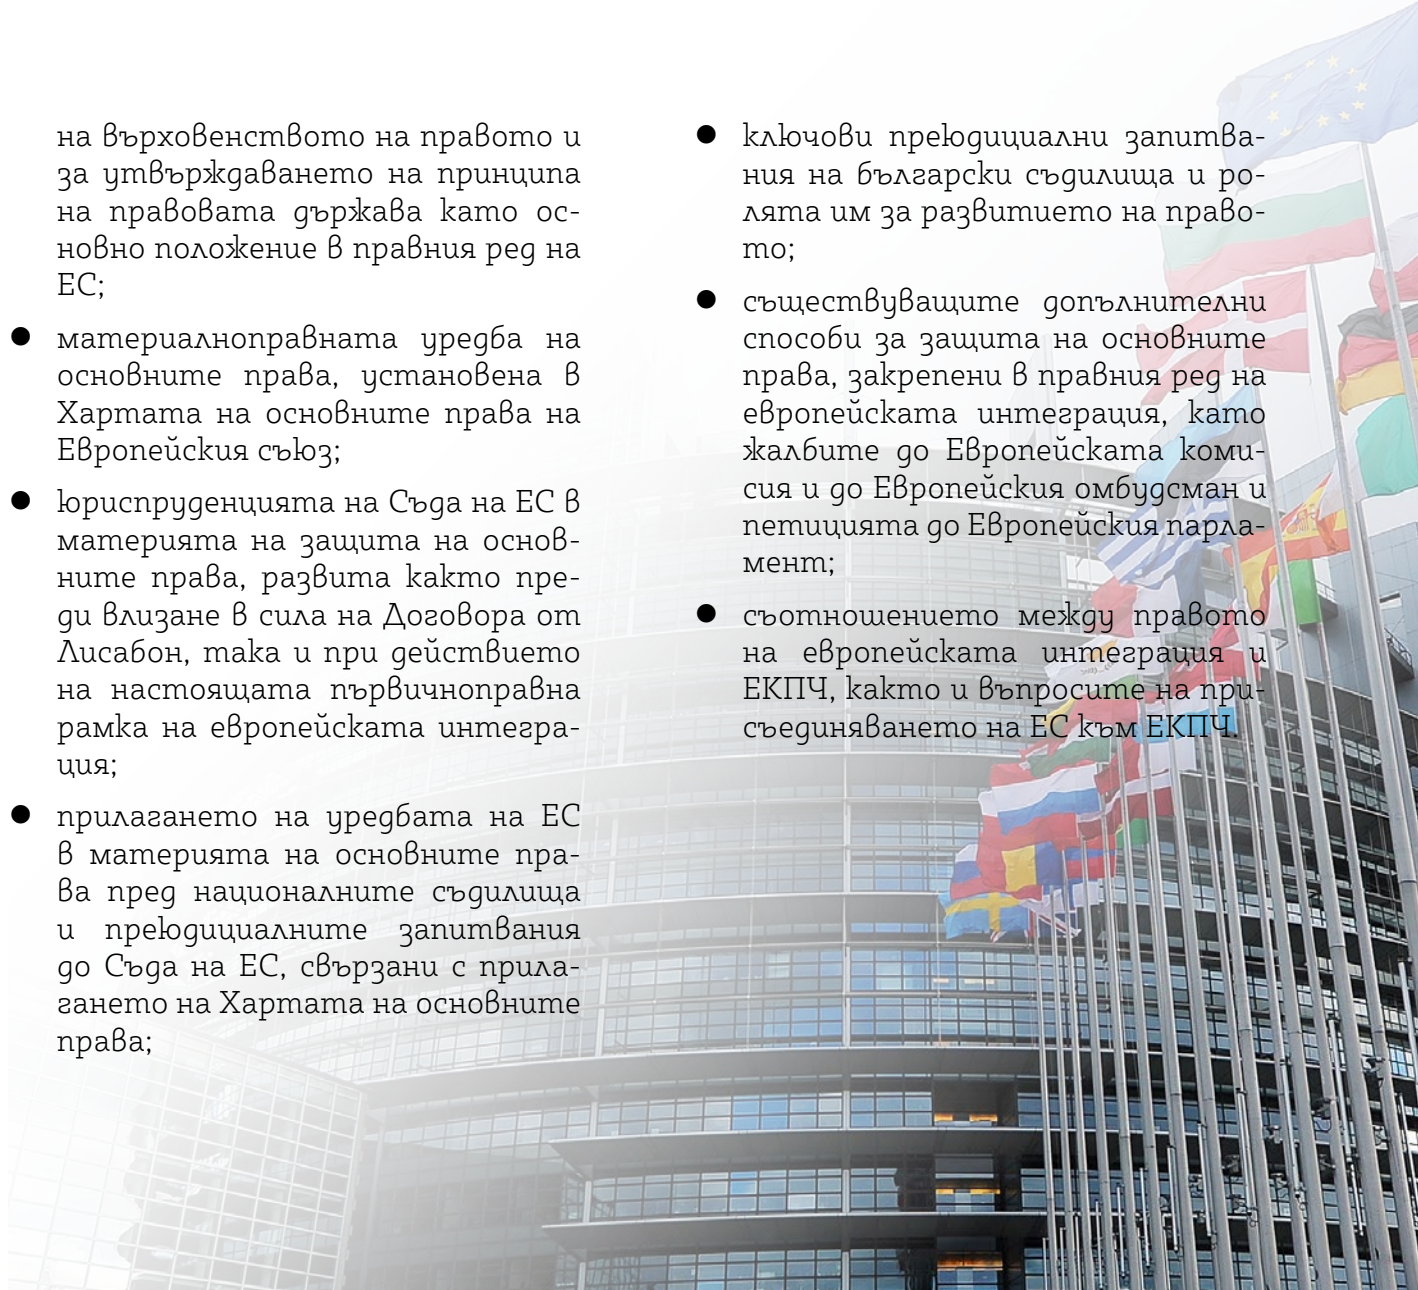 на върховенството на правото и
за утвърждаването на принципа
на правовата държава като ос-
новно положение в правния ред на
ЕС;
● материалноправната уредба на
основните права, установена в
Хартата на основните права на
Европейския съюз;
● юриспруденцията на Съда на ЕС в
материята на защита на основ-
ните права, развита както пре-
ди влизане в сила на Договора от
Лисабон, така и при действието
на настоящата първичноправна
рамка на европейската интегра-
ция;
● прилагането на уредбата на ЕС
в материята на основните пра-
ва пред националните съдилища
и преюдициалните запитвания
до Съда на ЕС, свързани с прила-
гането на Хартата на основните
права;
● ключови преюдициални запитва-
ния на български съдилища и ро-
лята им за развитието на право-
то;
● съществуващите допълнителни
способи за защита на основните
права, закрепени в правния ред на
европейската интеграция, като
жалбите до Европейската коми-
сия и до Европейския омбудсман и
петицията до Европейския парла-
мент;
● съотношението между правото
на европейската интеграция и
ЕКПЧ, както и въпросите на при-
съединяването на ЕС към ЕКПЧ.